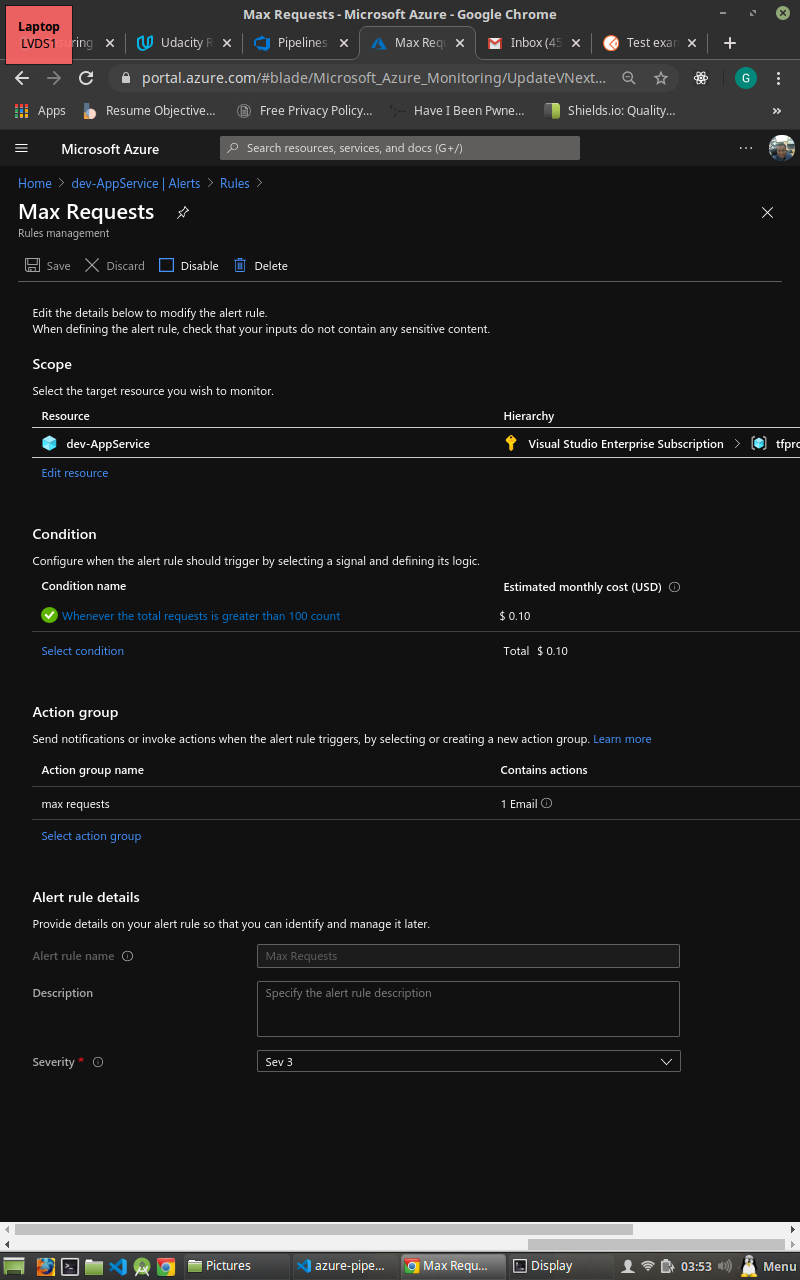 Max Requests - Microsoft Azure - Google Chrome
Laptop
LVDS1
Udacity
Pipelines
Max Req
Inbox (45
Test exa
portal.azure.com/#blade/Microsoft_Azure_Monitoring/UpdateVNext...
G
Apps
Resume Objective...
Free Privacy Policy...
Have I Been Pwne...
Shields.io: Quality...
»
Microsoft Azure
Search resources, services, and docs (G+/)
Home > dev-AppService | Alerts > Rules >
Max Requests
Rules management
Save Discard Disable Delete
Edit the details below to modify the alert rule.
When defining the alert rule, check that your inputs do not contain any sensitive content.
Scope
Select the target resource you wish to monitor.
Resource Hierarchy
dev-AppService Visual Studio Enterprise Subscription > tfpro
Edit resource
Condition
Configure when the alert rule should trigger by selecting a signal and defining its logic.
Condition name Estimated monthly cost (USD)
Whenever the total requests is greater than 100 count $ 0.10
Select condition Total $ 0.10
Action group
Send notifications or invoke actions when the alert rule triggers, by selecting or creating a new action group. Learn more
Action group name Contains actions
max requests 1 Email
Select action group
Alert rule details
Provide details on your alert rule so that you can identify and manage it later.
Alert rule name Max Requests
Description Specify the alert rule description
Severity * Sev 3
Pictures azure-pipe... Max Requ... Display 03:53 Menu